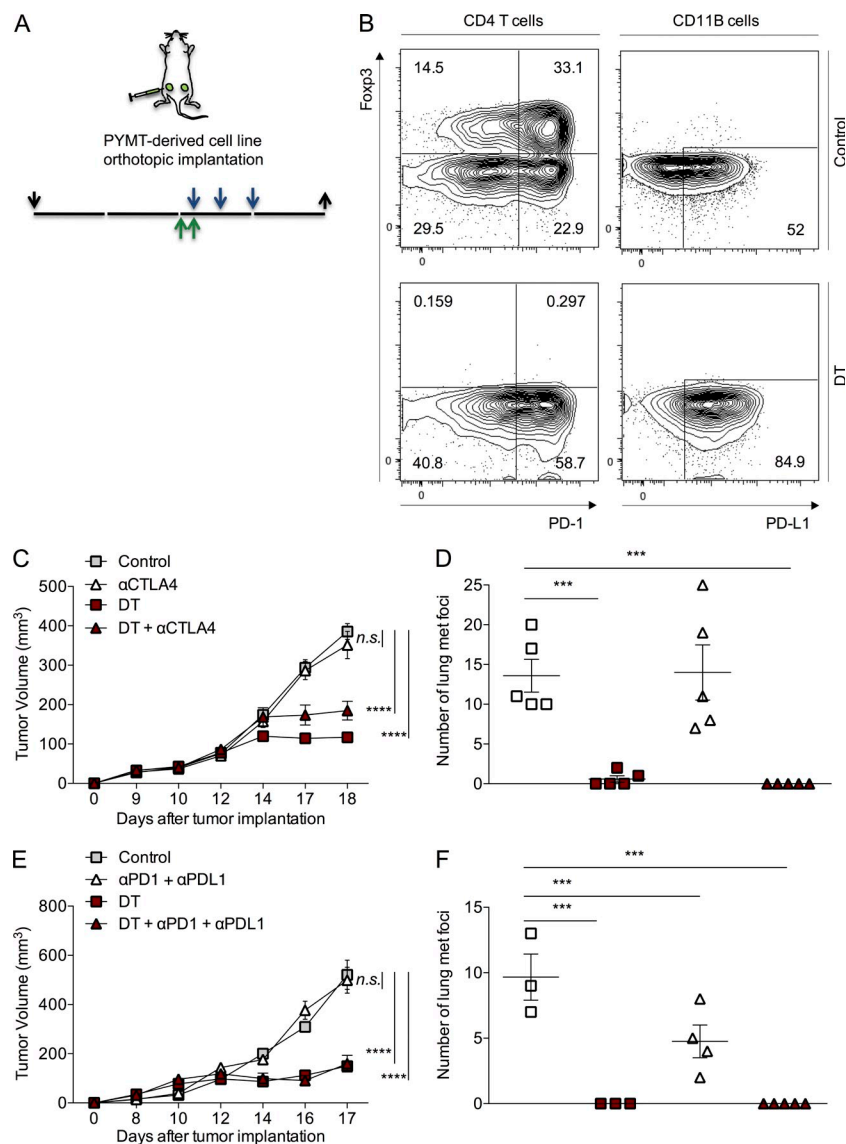 A
PYMT-derived cell line
orthotopic implantation
B
CD4 T cells
CD11B cells
Foxp3
14.5
33.1
29.5
22.9
0
0
52
0
0
Control
0.159
0.297
40.8
58.7
0
0
84.9
0
0
DT
PD-1
PD-L1
C
Control
αCTLA4
DT
DT + αCTLA4
Tumor Volume (mm³)
500
400
300
200
100
0
n.s.
****
****
0 9 10 12 14 17 18
Days after tumor implantation
D
Number of lung met foci
***
***
25
20
15
10
5
0
E
Control
αPD1 + αPDL1
DT
DT + αPD1 + αPDL1
Tumor Volume (mm³)
800
600
400
200
0
n.s.
****
****
0 8 10 12 14 16 17
Days after tumor implantation
F
Number of lung met foci
***
***
***
15
10
5
0